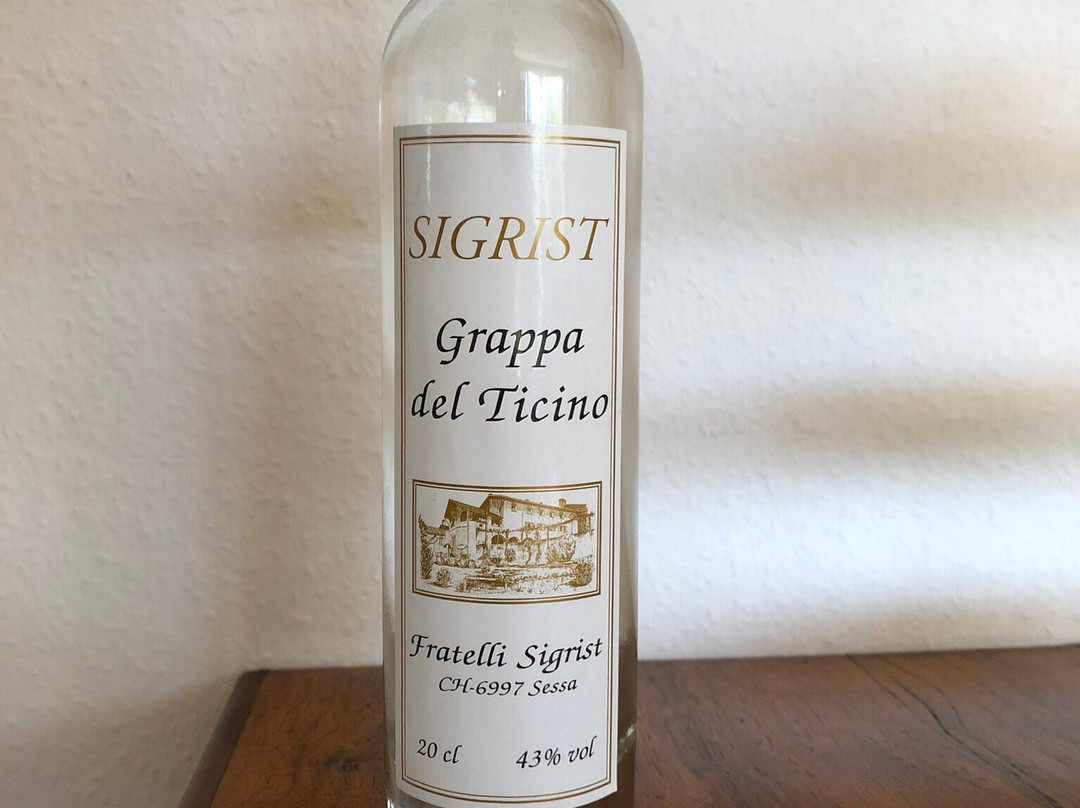 SIGRIST
Grappa
del Ticino
Fratelli Sigrist
CH-6997 Sessa
20 cl 43% vol